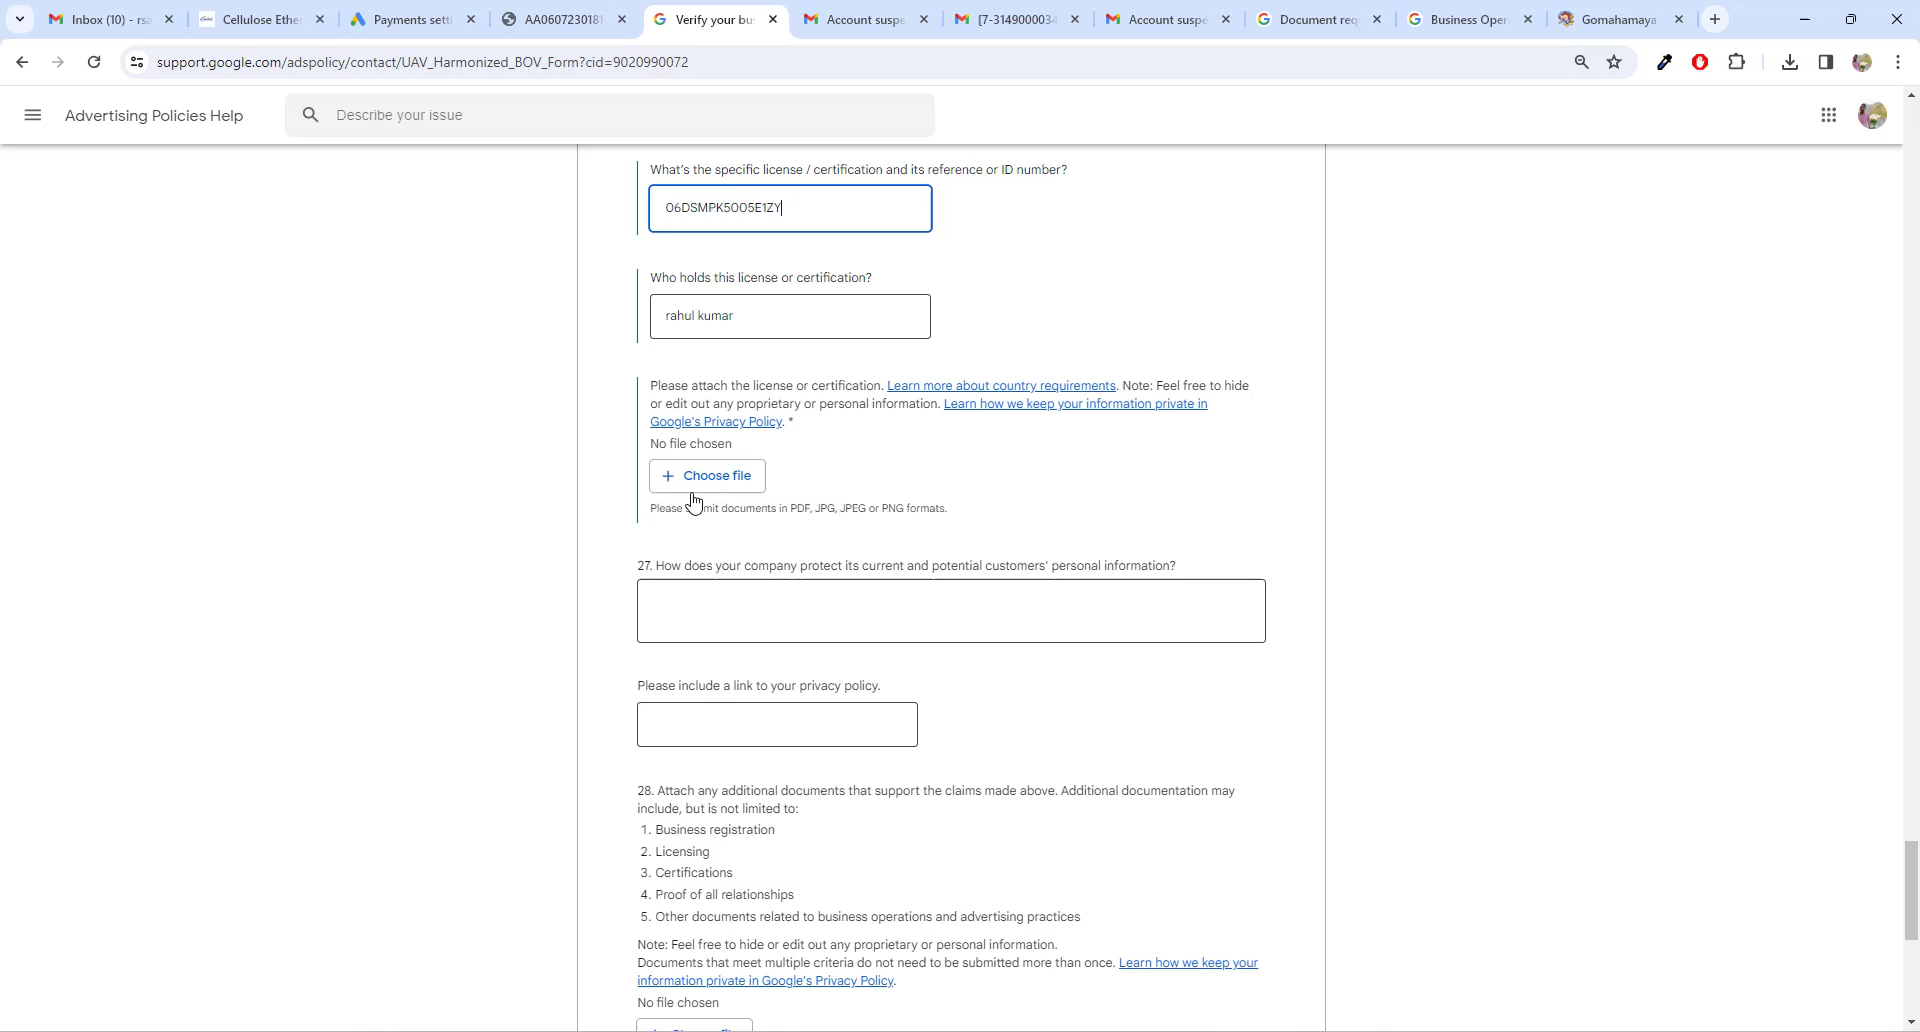 Inbox (10) - rsa
Cellulose Ethe
Payments sett
AA0607230181
Verify your bu
Account suspe
[7-3149000034
Account suspe
Document req
Business Oper
Gomahamaya
support.google.com/adspolicy/contact/UAV_Harmonized_BOV_Form?cid=9020990072
Advertising Policies Help
Describe your issue
What's the specific license / certification and its reference or ID number?
06DSMPK5005E1ZY
Who holds this license or certification?
rahul kumar
Please attach the license or certification. Learn more about country requirements. Note: Feel free to hide
or edit out any proprietary or personal information. Learn how we keep your information private in
Google's Privacy Policy. *
No file chosen
+ Choose file
Please mit documents in PDF, JPG, JPEG or PNG formats.
27. How does your company protect its current and potential customers' personal information?
Please include a link to your privacy policy.
28. Attach any additional documents that support the claims made above. Additional documentation may
include, but is not limited to:
1. Business registration
2. Licensing
3. Certifications
4. Proof of all relationships
5. Other documents related to business operations and advertising practices
Note: Feel free to hide or edit out any proprietary or personal information.
Documents that meet multiple criteria do not need to be submitted more than once. Learn how we keep your
information private in Google's Privacy Policy.
No file chosen